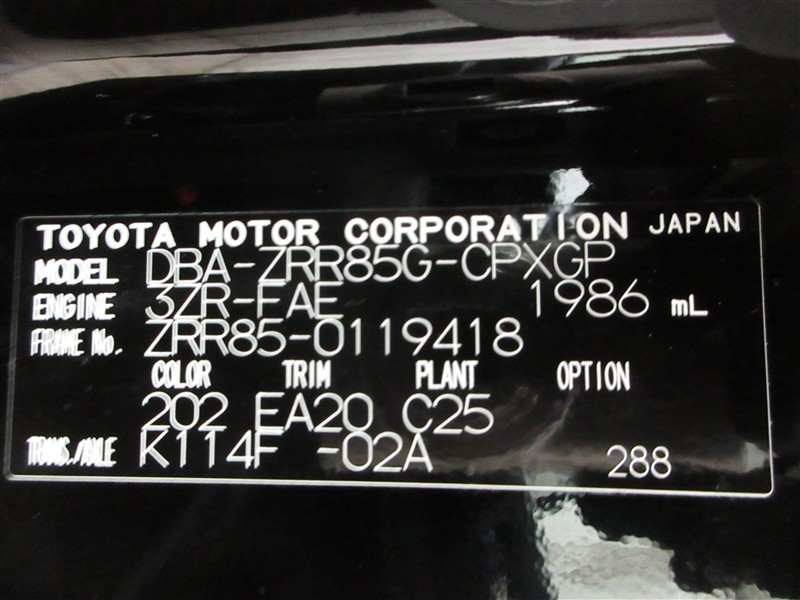 TOYOTA MOTOR CORPORATION JAPAN
MODEL DBA-ZRR85G-CPXGP
ENGINE 3ZR-FAE 1986 mL
FRAME No. ZRR85-0119418
COLOR TRIM PLANT OPTION
202 EA20 C25
TRANS./AXLE K114F -02A 288